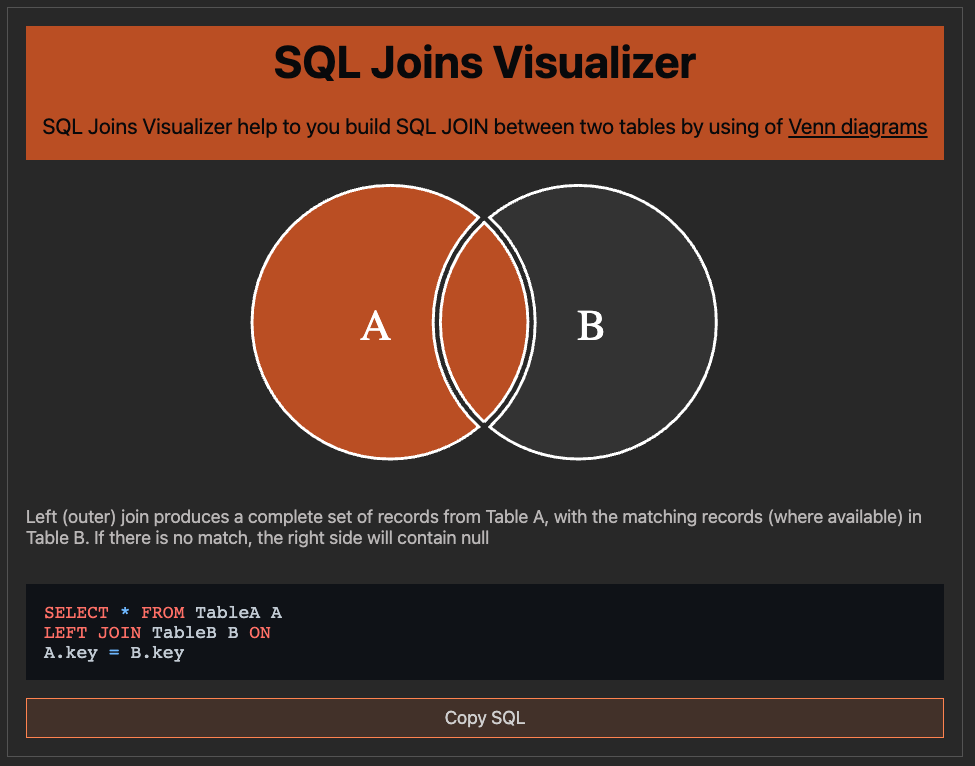 SQL Joins Visualizer
SQL Joins Visualizer help to you build SQL JOIN between two tables by using of Venn diagrams
A
B
Left (outer) join produces a complete set of records from Table A, with the matching records (where available) in
Table B. If there is no match, the right side will contain null
SELECT * FROM TableA A
LEFT JOIN TableB B ON
A.key = B.key
Copy SQL